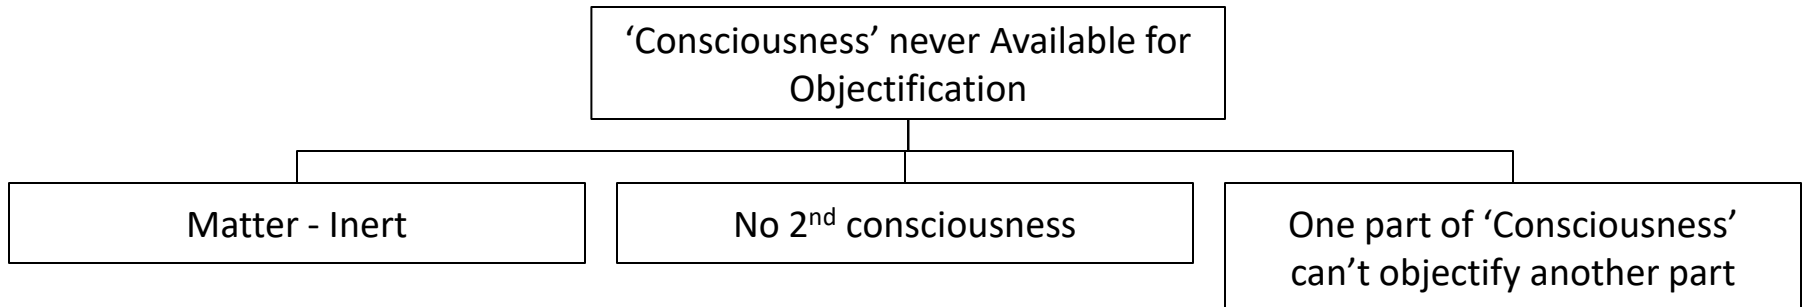 ‘Consciousness’ never Available for
Objectification
Matter - Inert
No 2nd consciousness
One part of ‘Consciousness’
can’t objectify another part